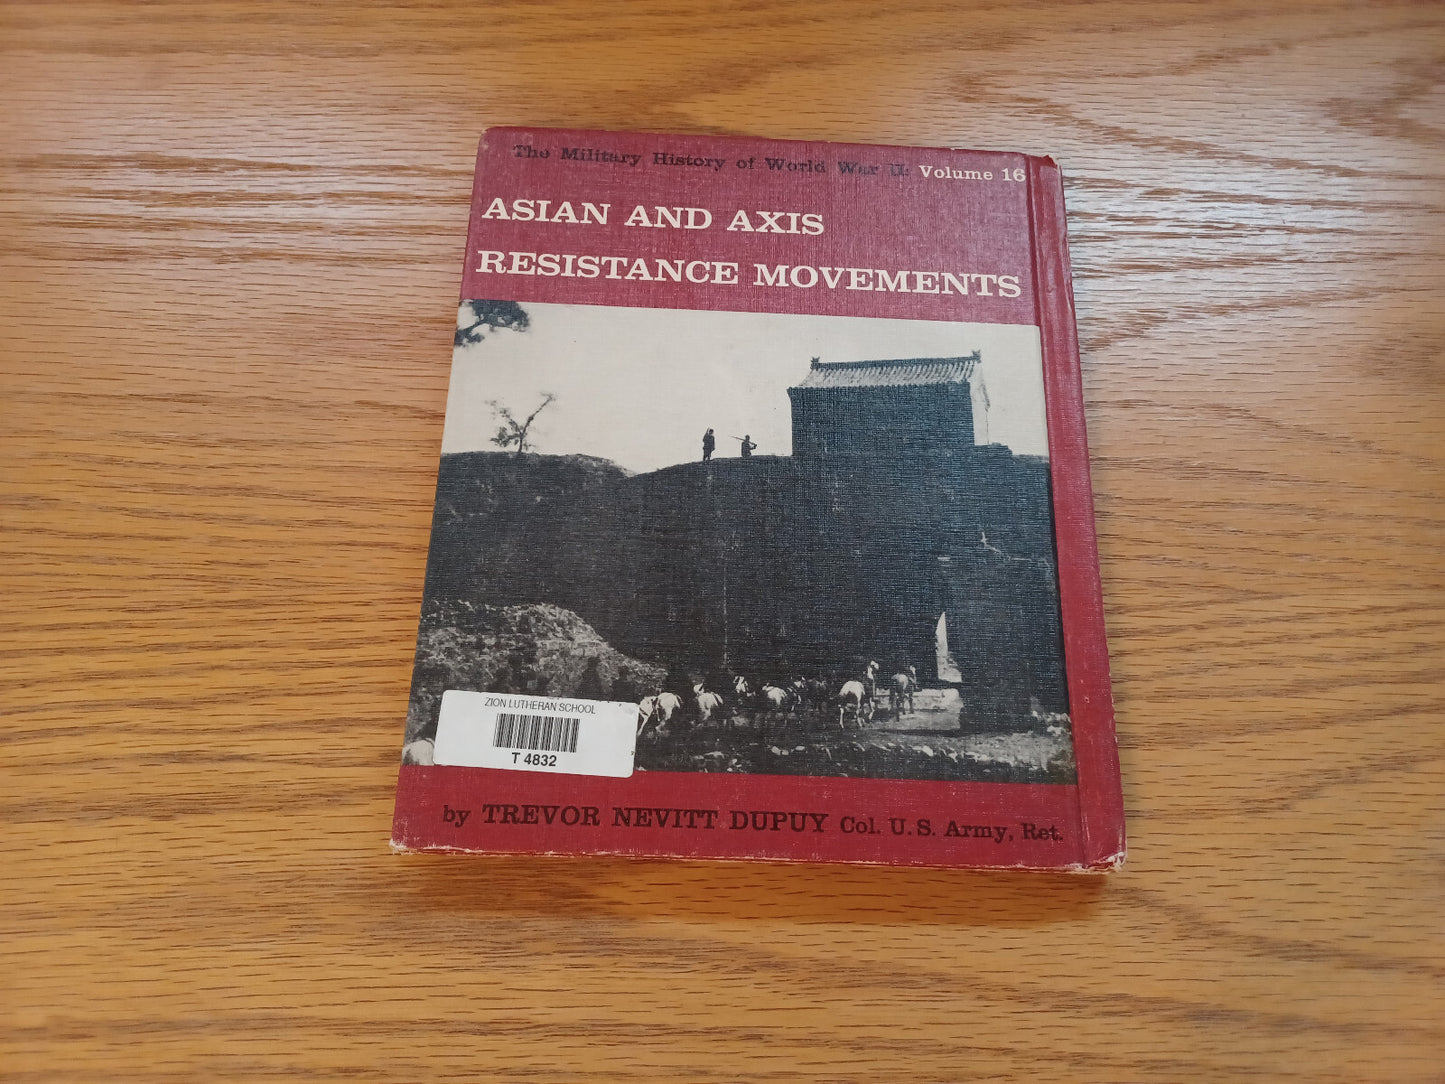 The Military History of World War II: Volume 16
ASIAN AND AXIS
RESISTANCE MOVEMENTS
ZION LUTHERAN SCHOOL
T 4832
by TREVOR NEVITT DUPUY Col. U.S. Army, Ret.